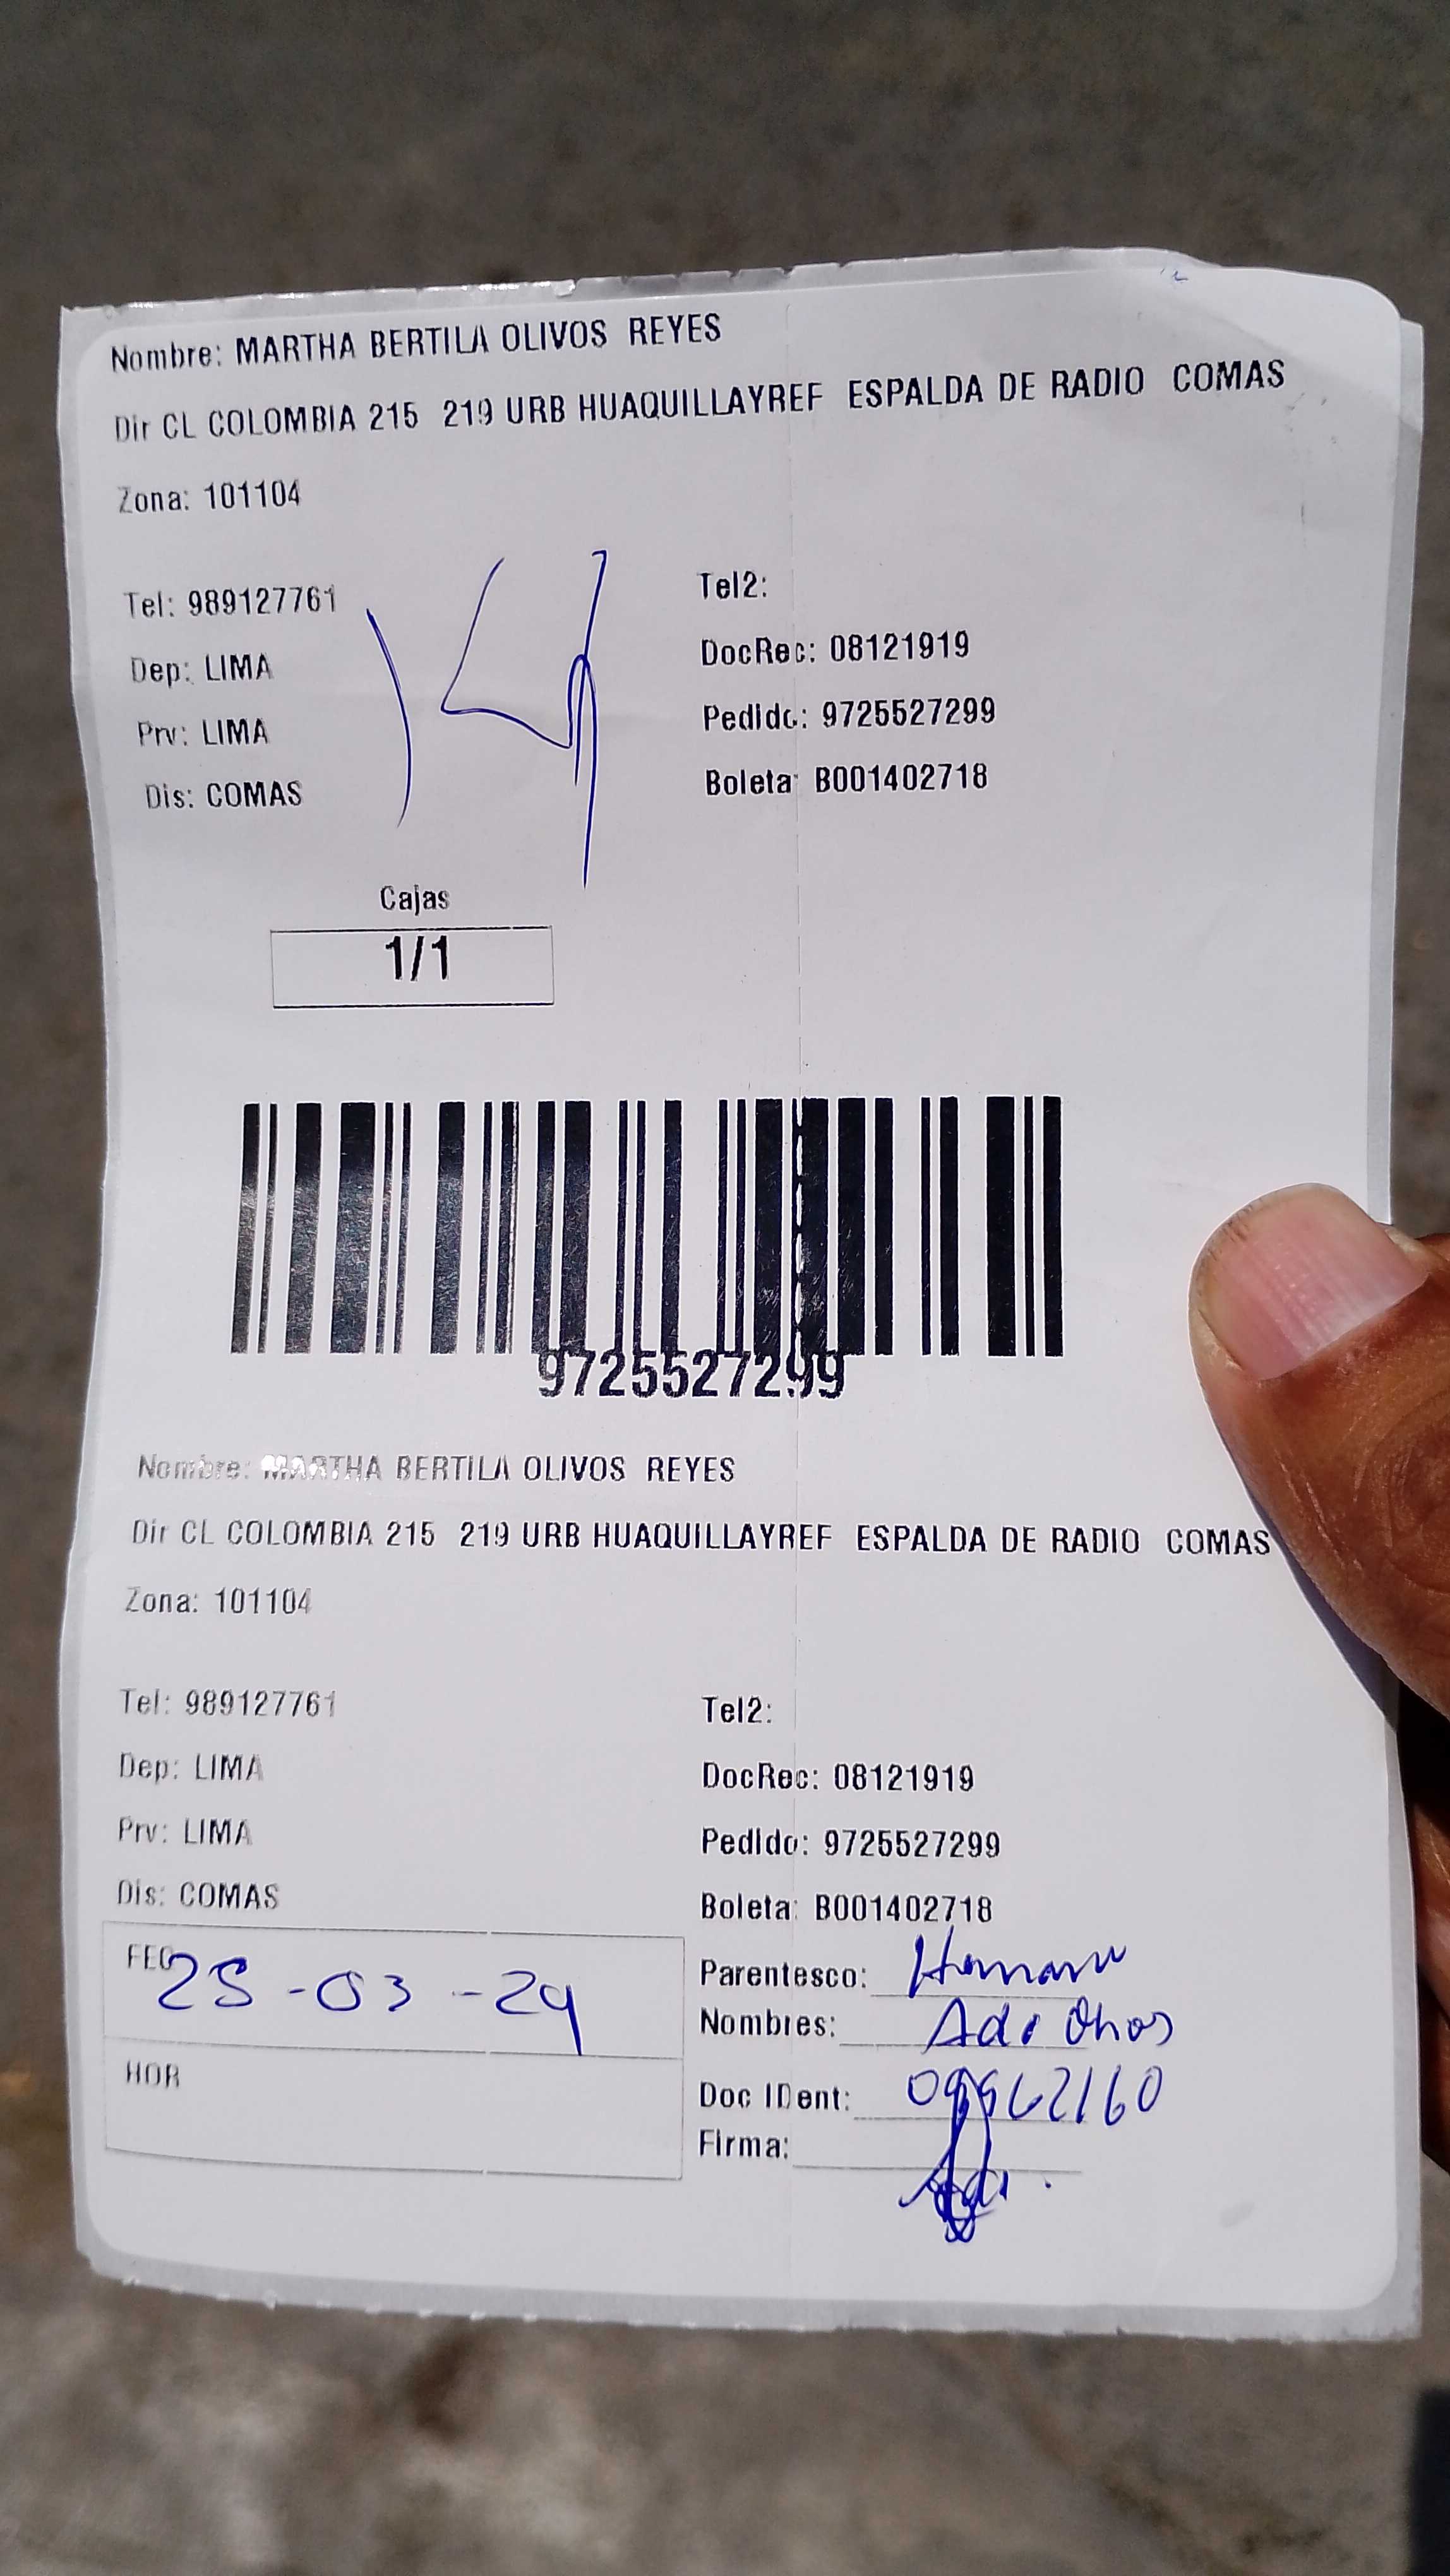 Nombre: MARTHA BERTILA OLIVOS REYES
Dir CL COLOMBIA 215 219 URB HUAQUILLAYREF ESPALDA DE RADIO COMAS
Zona: 101104
Tel: 989127761 Tel2:
Dep: LIMA DocRec: 08121919
Prv: LIMA Pedido: 9725527299
Dis: COMAS Boleta: B001402718
Cajas
1/1
9725527299
Nombre: MARTHA BERTILA OLIVOS REYES
Dir CL COLOMBIA 215 219 URB HUAQUILLAYREF ESPALDA DE RADIO COMAS
Zona: 101104
Tel: 989127761 Tel2:
Dep: LIMA DocRec: 08121919
Prv: LIMA Pedido: 9725527299
Dis: COMAS Boleta: B001402718
FEC 25-03-24 Parentesco:
Nombres:
HOR Doc IDent:
Firma: